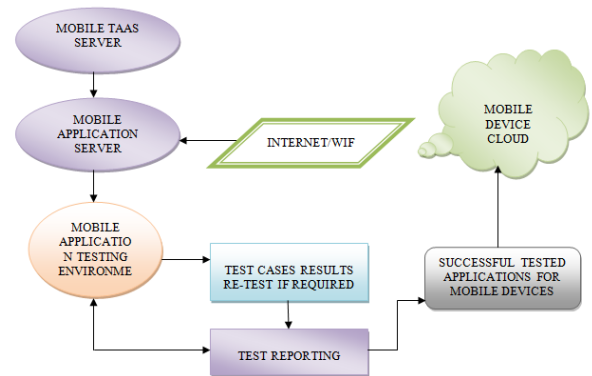 MOBILE TAAS
SERVER
MOBILE
APPLICATION
SERVER
INTERNET/WIF
MOBILE
DEVICE
CLOUD
MOBILE
APPLICATIO
N TESTING
ENVIRONME
TEST CASES RESULTS
RE-TEST IF REQUIRED
SUCCESSFUL TESTED
APPLICATIONS FOR
MOBILE DEVICES
TEST REPORTING